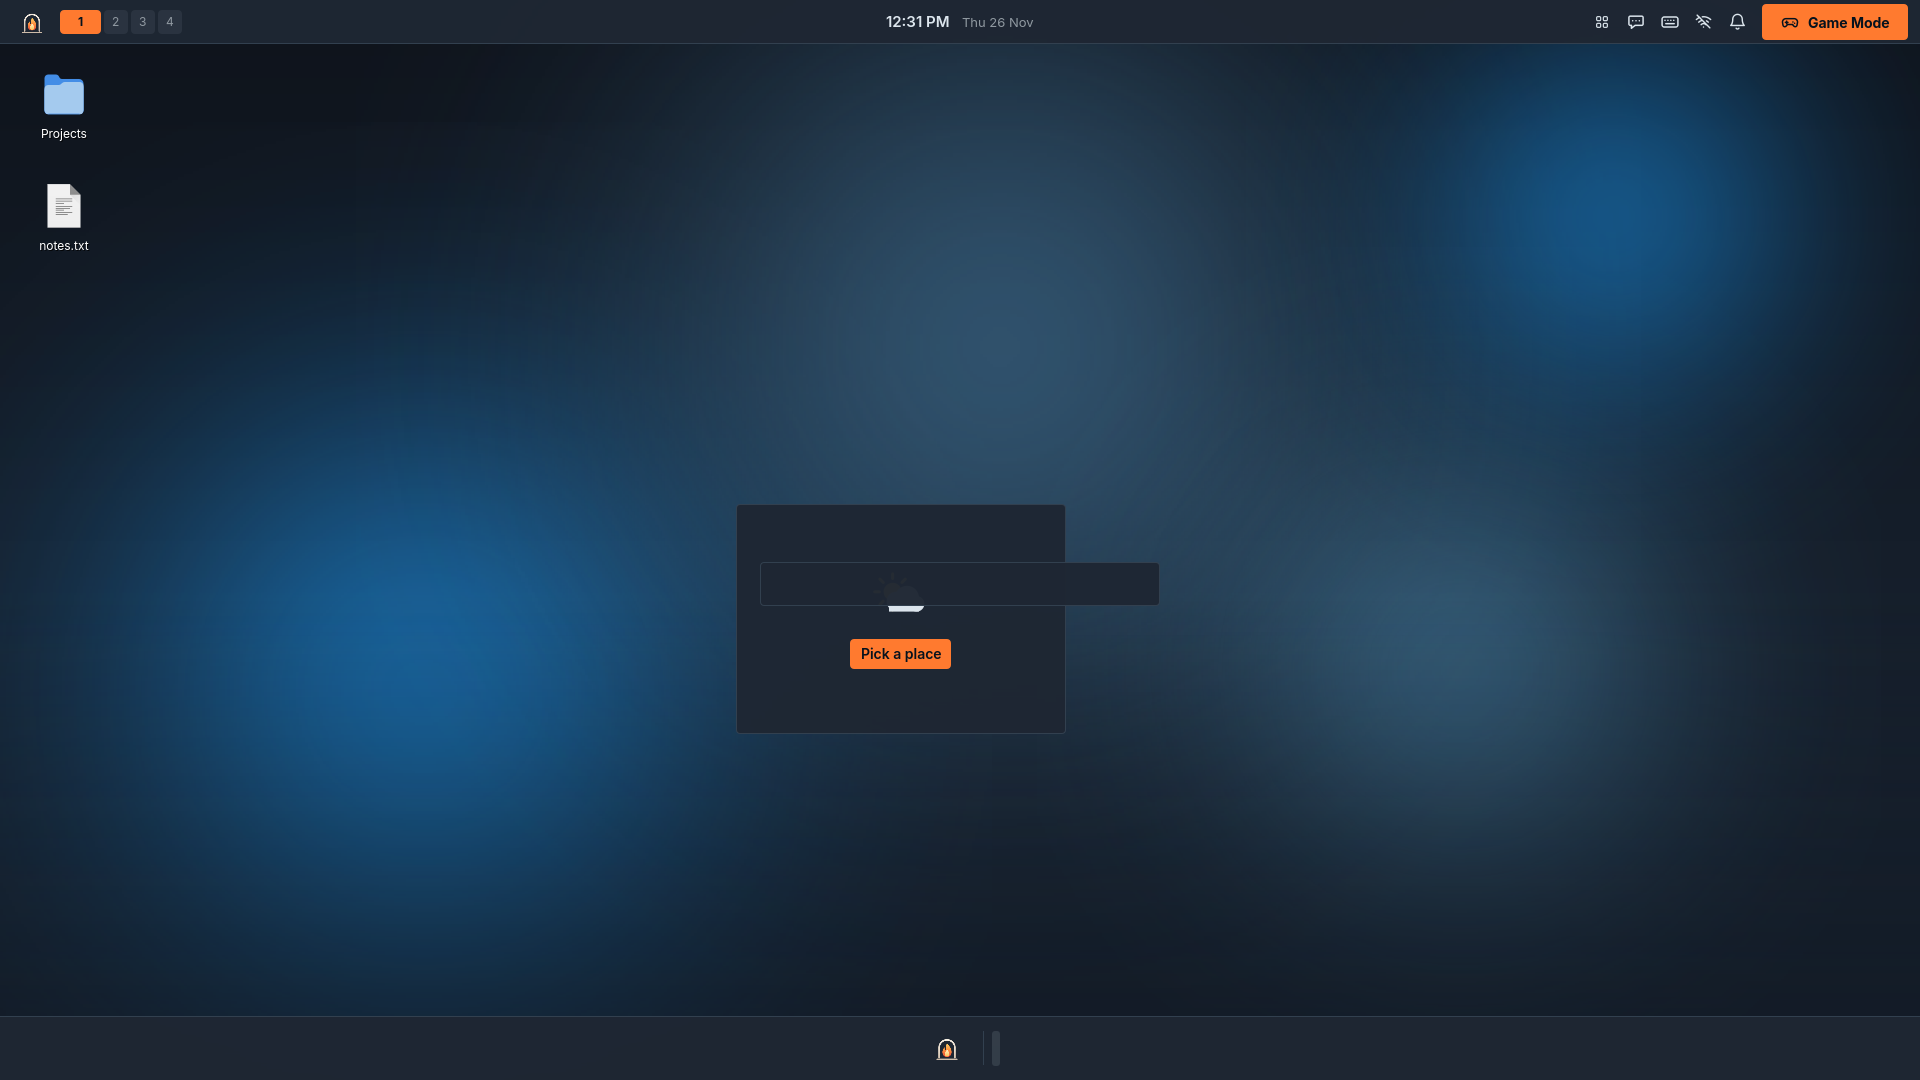 1 2 3 4
12:31 PM Thu 26 Nov
Game Mode
Projects
notes.txt
Pick a place